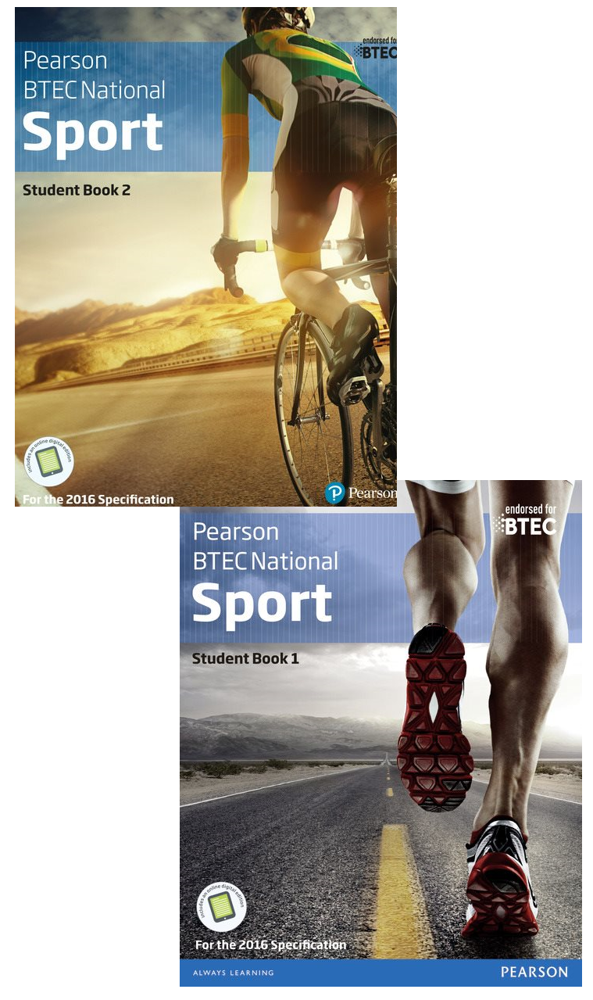 endorsed for
BTEC
Pearson
BTEC National
Sport
Student Book 2
includes an online digital edition
For the 2016 Specification
P Pearson
endorsed for
BTEC
Pearson
BTEC National
Sport
Student Book 1
includes an online digital edition
For the 2016 Specification
ALWAYS LEARNING
PEARSON